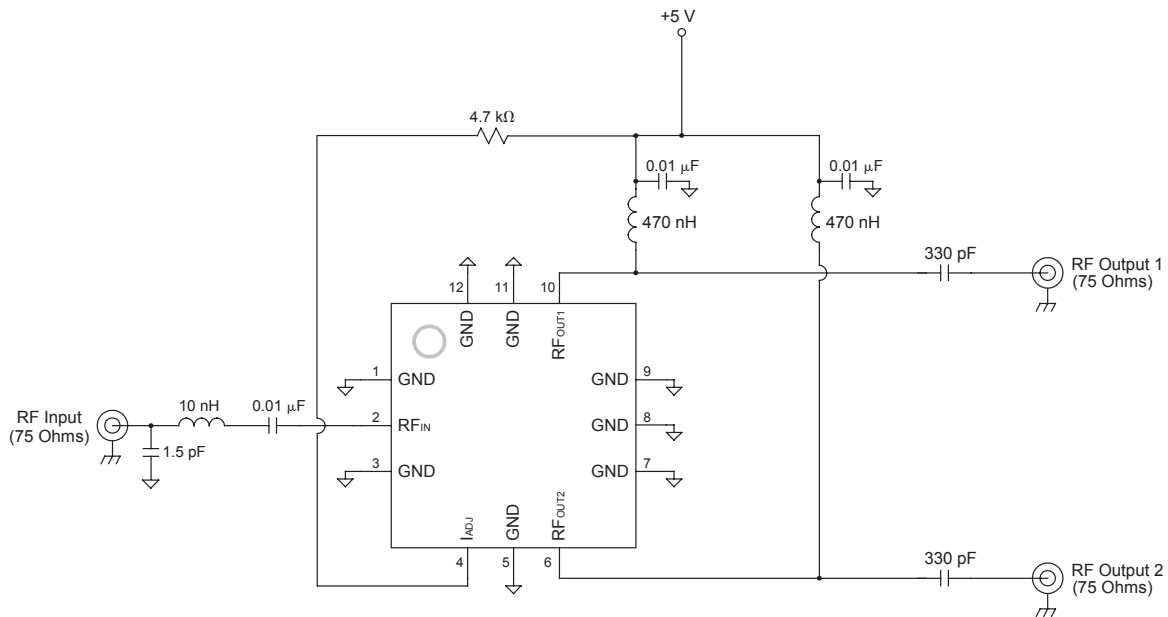 +5 V
4.7 kΩ
0.01 μF
0.01 μF
470 nH
470 nH
330 pF
RF Output 1
(75 Ohms)
12
11
10
GND
GND
RFOUT1
1
GND
GND
9
RF Input
(75 Ohms)
10 nH
0.01 μF
2
RFIN
GND
8
1.5 pF
3
GND
GND
7
IADJ
GND
RFOUT2
4
5
6
330 pF
RF Output 2
(75 Ohms)